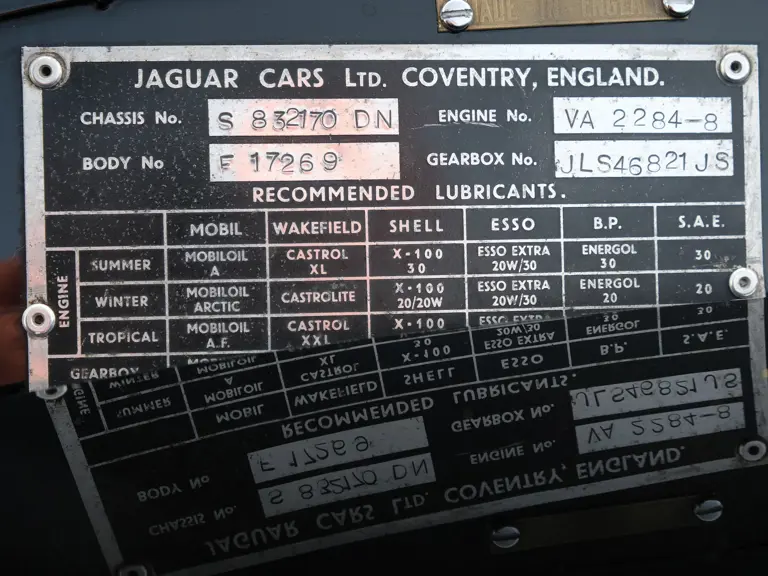 MADE IN ENGLAND
JAGUAR CARS LTD. COVENTRY, ENGLAND.
CHASSIS No. S 832170 DN ENGINE No. VA 2284-8
BODY No F 17269 GEARBOX No. JLS46821JS
RECOMMENDED LUBRICANTS.
MOBIL WAKEFIELD SHELL ESSO B.P. S.A.E.
ENGINE
SUMMER MOBILOIL A CASTROL XL X-100 30 ESSO EXTRA 20W/30 ENERGOL 30 30
WINTER MOBILOIL ARCTIC CASTROLITE X-100 20/20W ESSO EXTRA 20W/30 ENERGOL 20 20
TROPICAL MOBILOIL A.F. CASTROL XXL X-100
GEARBOX